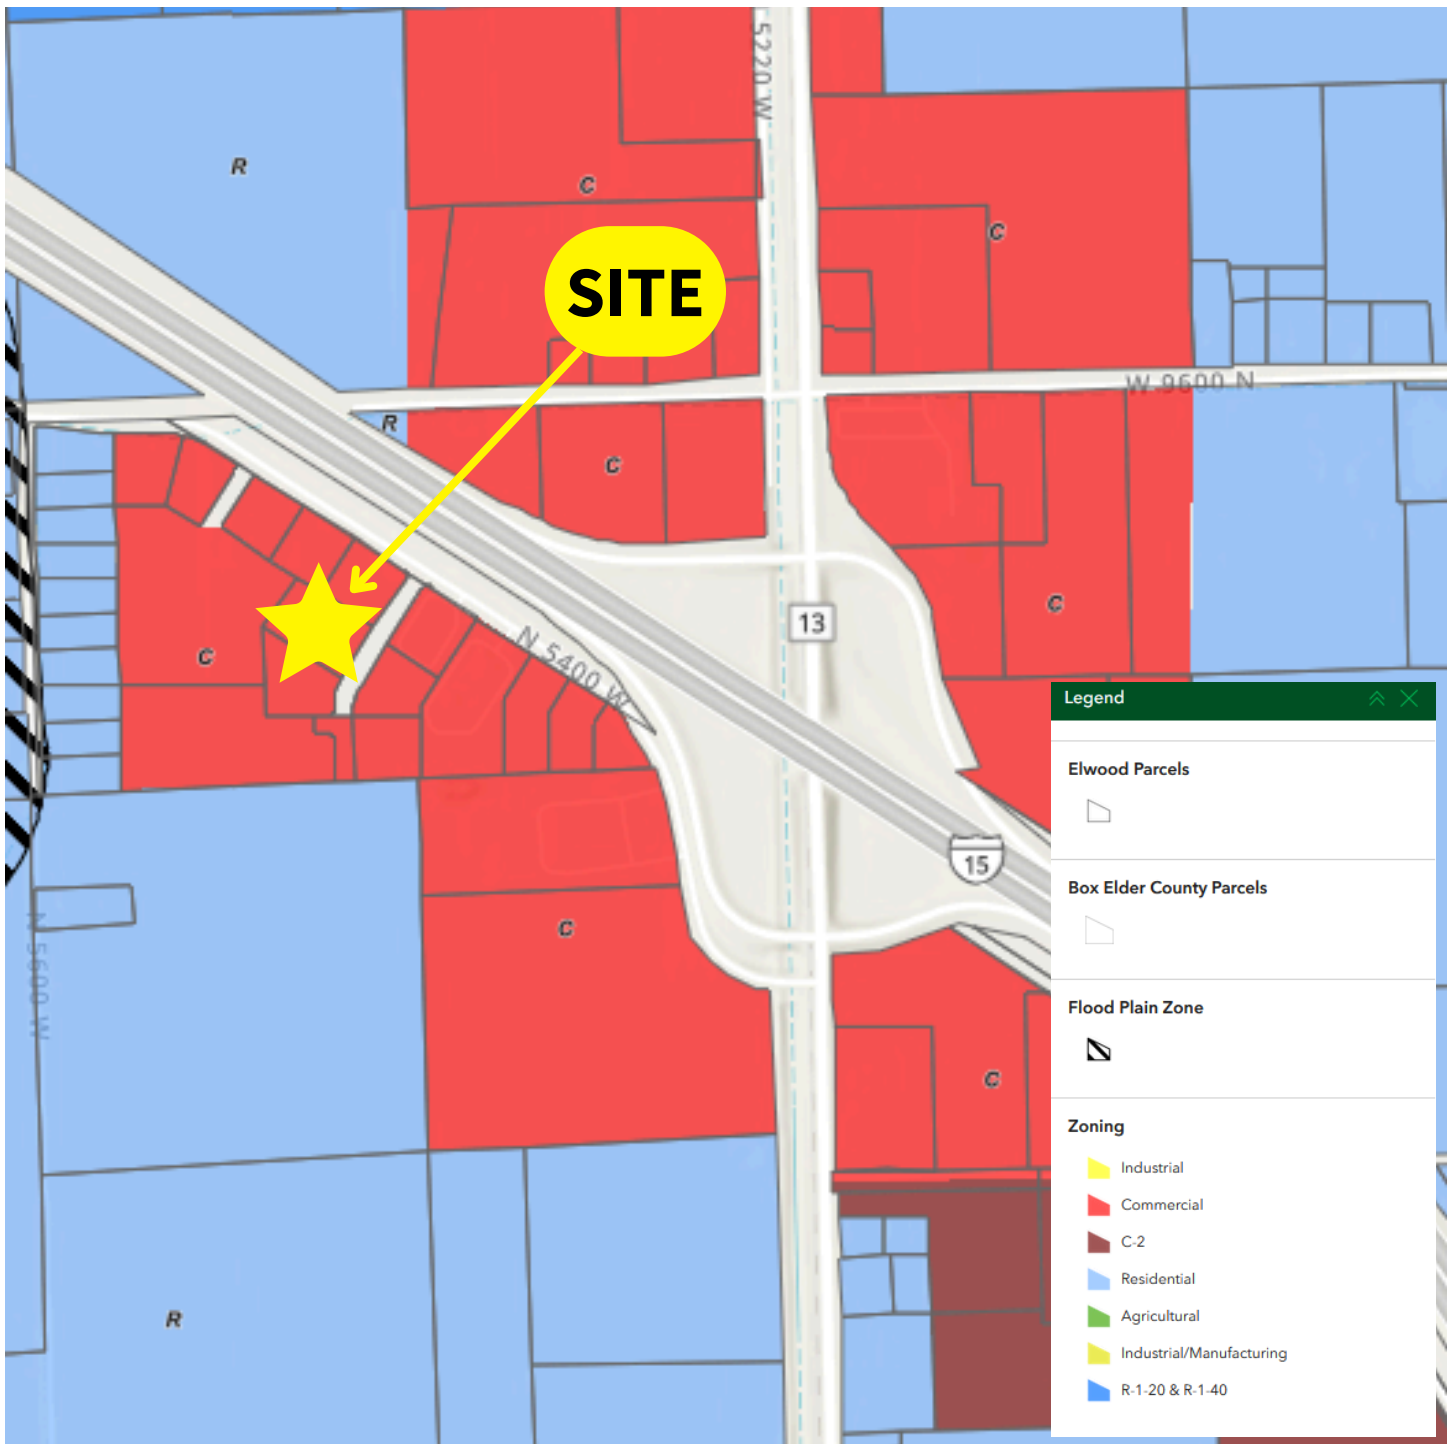 5220 W
R
C
C
SITE
W 9600 N
R
C
13
C
N 5400 W
C
15
C
N 5600 W
C
R
Legend
Elwood Parcels
Box Elder County Parcels
Flood Plain Zone
Zoning
Industrial
Commercial
C-2
Residential
Agricultural
Industrial/Manufacturing
R-1-20 & R-1-40